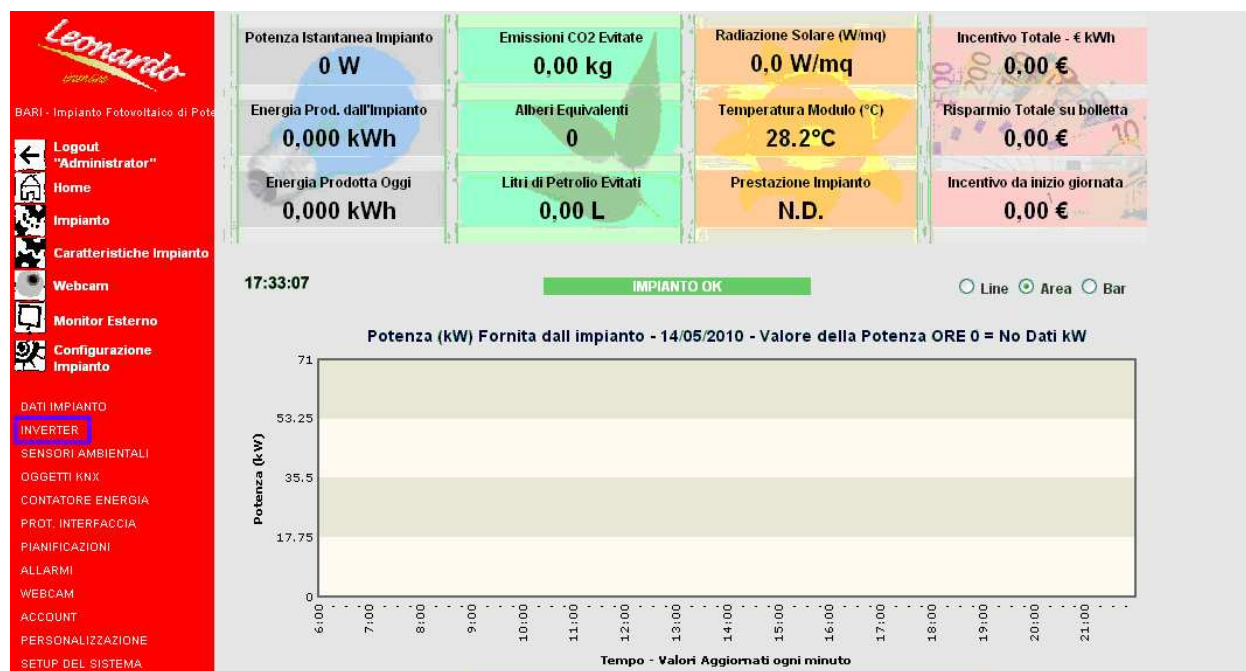 Leonardo
BARI - Impianto Fotovoltaico di Pote
Logout
"Administrator"
Home
Impianto
Caratteristiche Impianto
Webcam
Monitor Esterno
Configurazione
Impianto
DATI IMPIANTO
INVERTER
SENSORI AMBIENTALI
OGGETTI KNX
CONTATORE ENERGIA
PROT. INTERFACCIA
PIANIFICAZIONI
ALLARMI
WEBCAM
ACCOUNT
PERSONALIZZAZIONE
SETUP DEL SISTEMA
Potenza Istantanea Impianto
0 W
Energia Prod. dall'Impianto
0,000 kWh
Energia Prodotta Oggi
0,000 kWh
Emissioni CO2 Evitate
0,00 kg
Alberi Equivalenti
0
Litri di Petrolio Evitati
0,00 L
Radiazione Solare (W/mq)
0,0 W/mq
Temperatura Modulo (°C)
28.2°C
Prestazione Impianto
N.D.
Incentivo Totale - € kWh
0,00 €
Risparmio Totale su bolletta
0,00 €
Incentivo da inizio giornata
0,00 €
17:33:07
IMPIANTO OK
Line Area Bar
Potenza (kW) Fornita dall impianto - 14/05/2010 - Valore della Potenza ORE 0 = No Dati kW
Potenza (kW)
71
53.25
35.5
17.75
0
6:00 7:00 8:00 9:00 10:00 11:00 12:00 13:00 14:00 15:00 16:00 17:00 18:00 19:00 20:00 21:00
Tempo - Valori Aggiornati ogni minuto